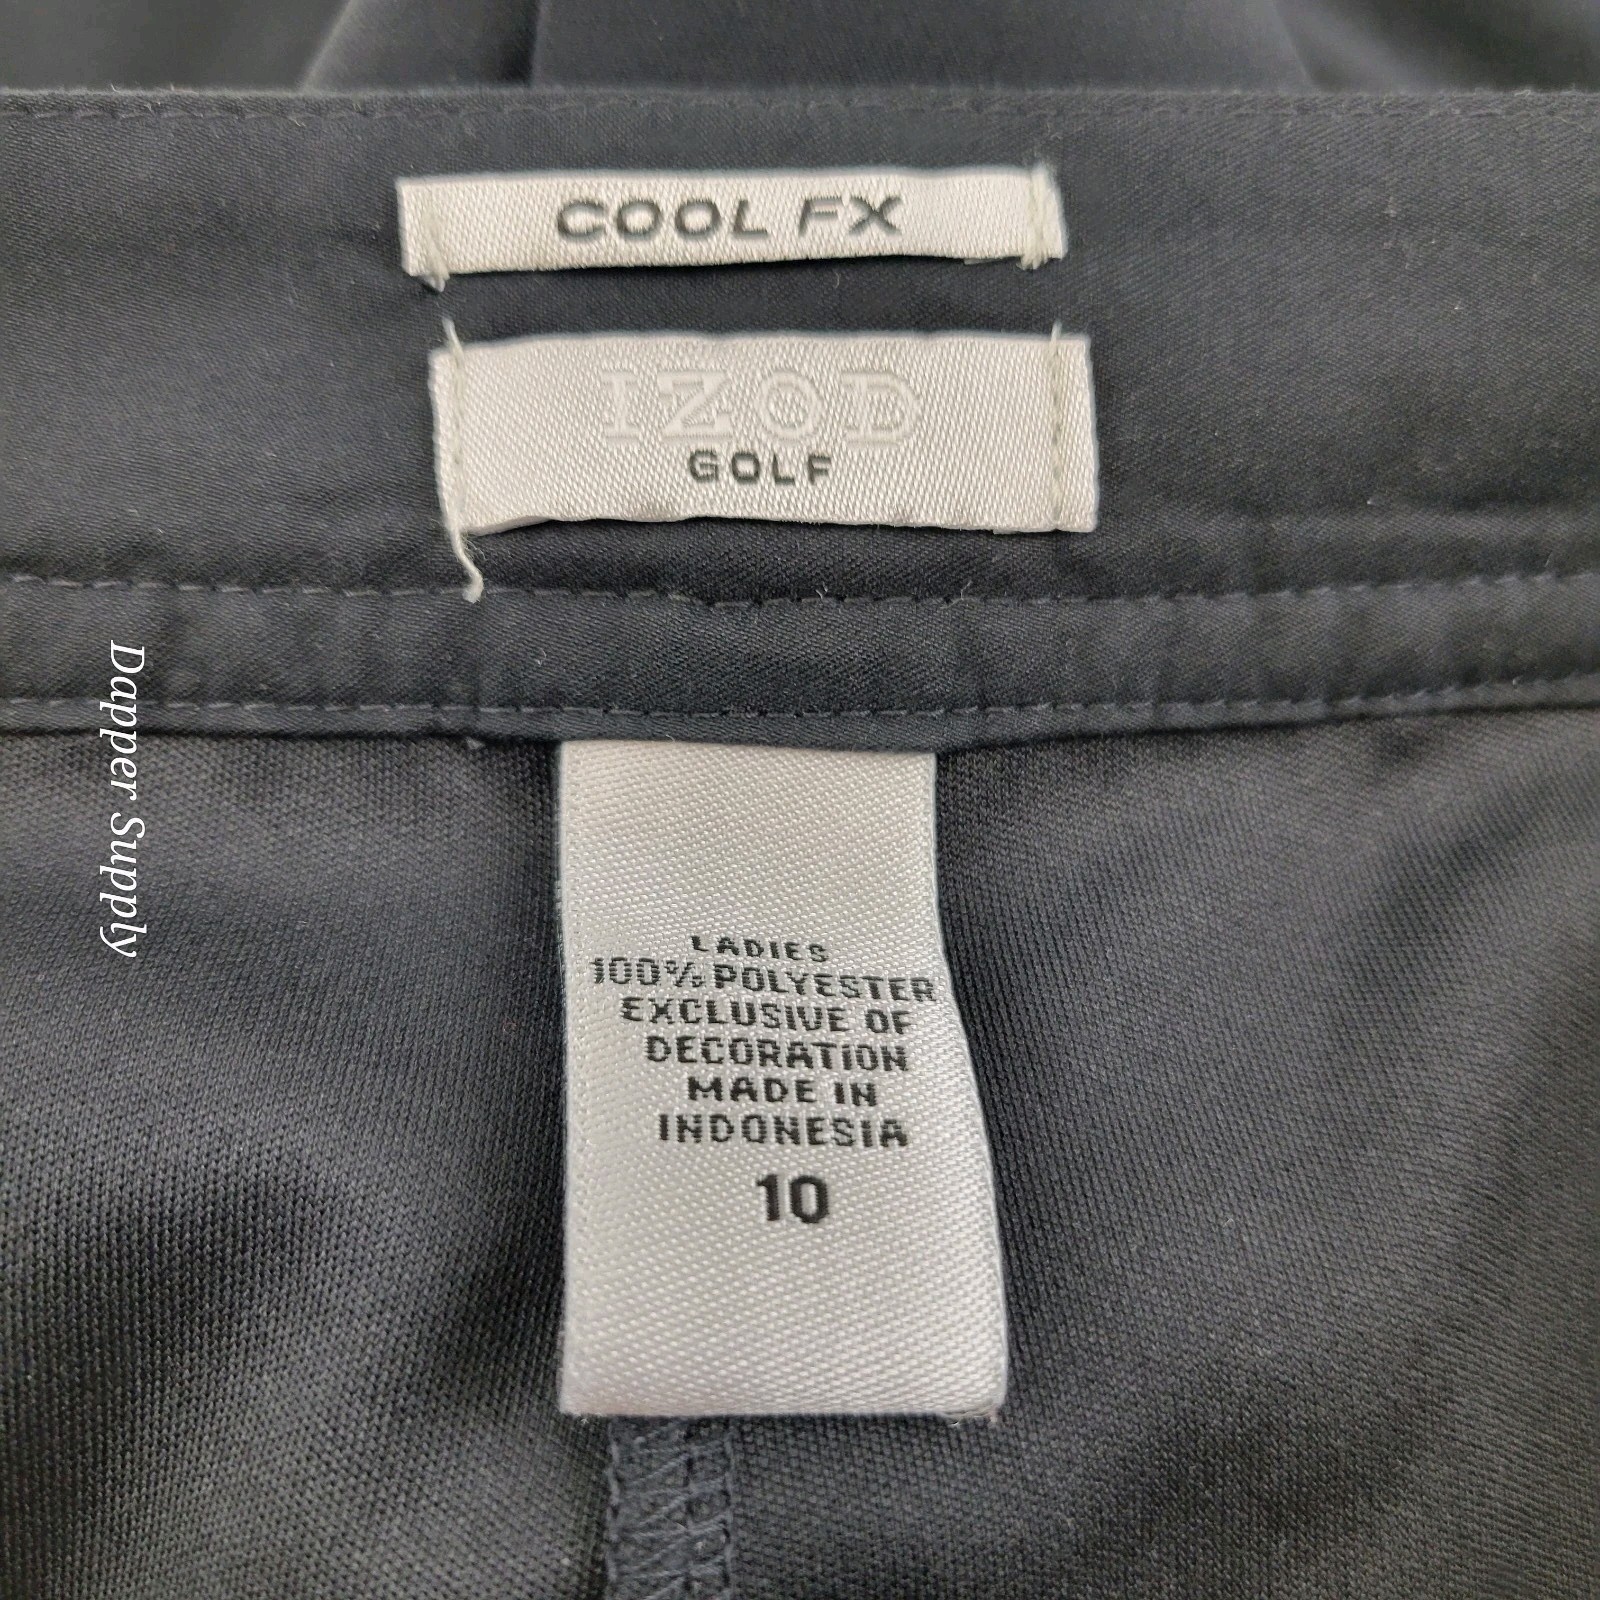 COOL FX
IZOD
GOLF
Dapper Supply
LADIES
100% POLYESTER
EXCLUSIVE OF
DECORATION
MADE IN
INDONESIA
10